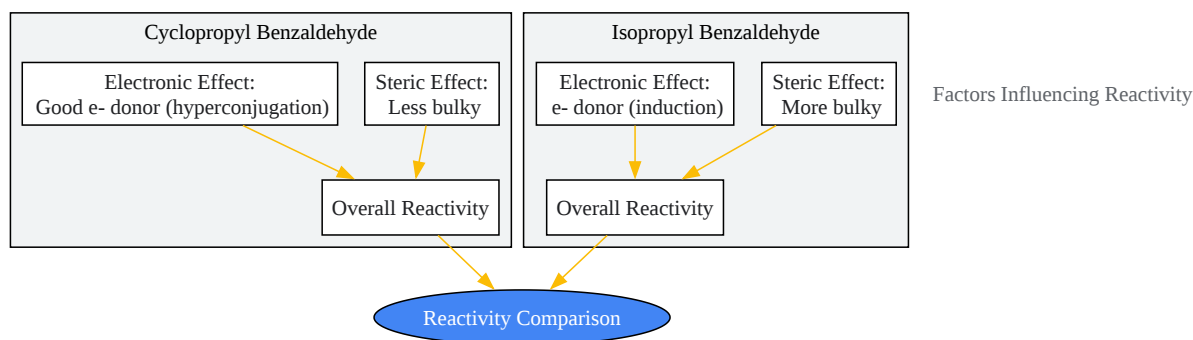 Cyclopropyl Benzaldehyde
Electronic Effect:
Good e- donor (hyperconjugation)
Steric Effect:
Less bulky
Overall Reactivity
Isopropyl Benzaldehyde
Electronic Effect:
e- donor (induction)
Steric Effect:
More bulky
Overall Reactivity
Factors Influencing Reactivity
Reactivity Comparison